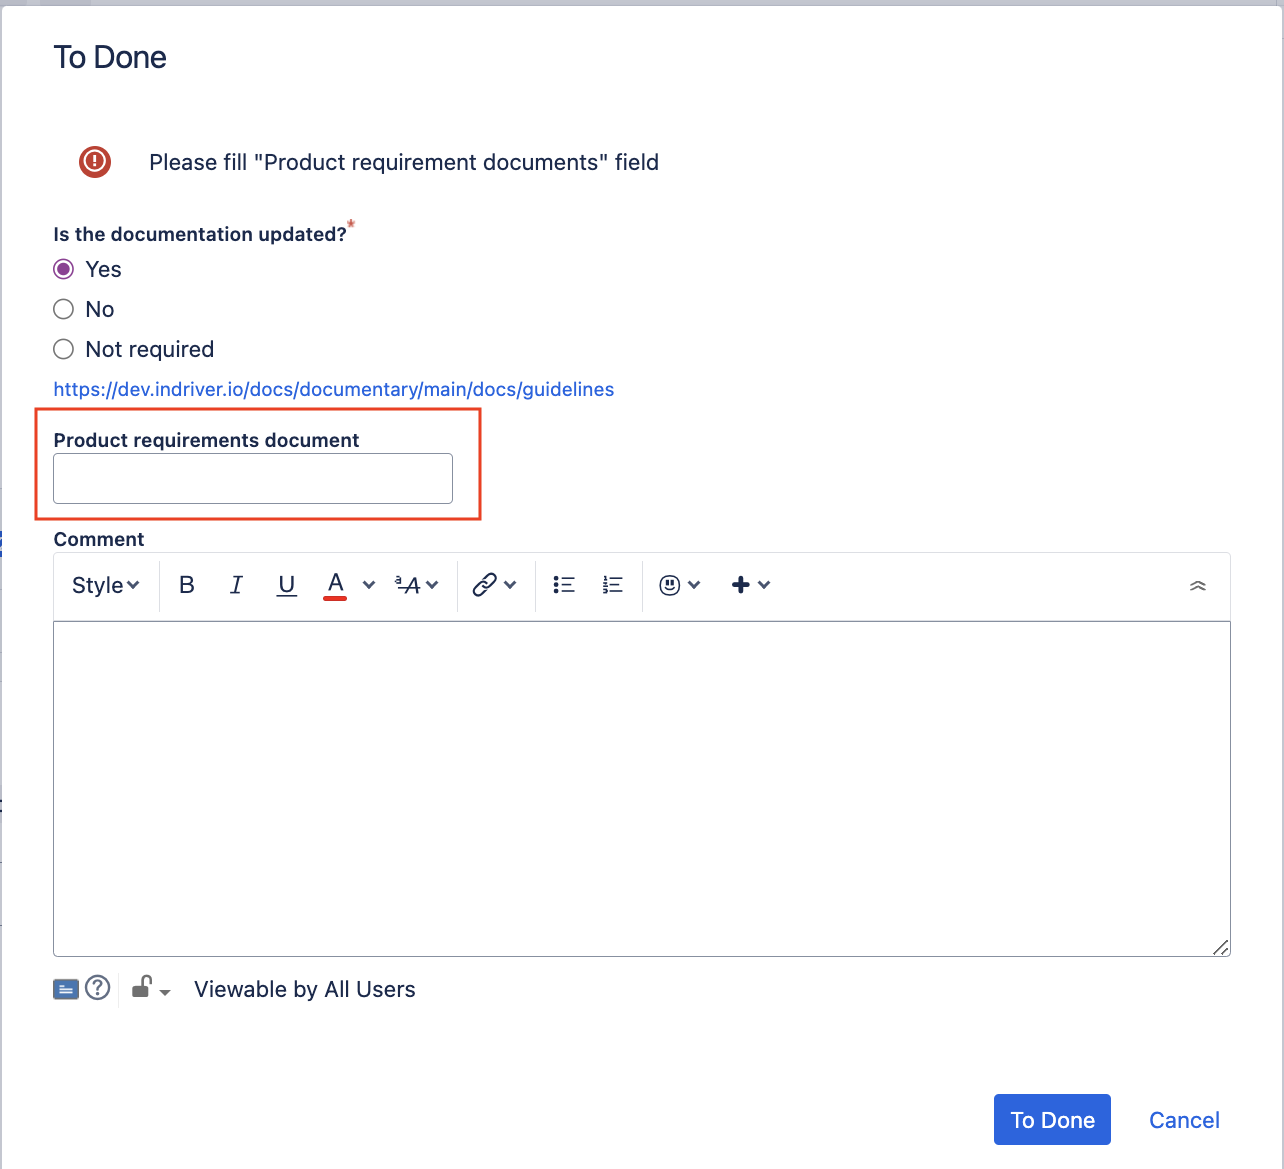 To Done
Please fill "Product requirement documents" field
Is the documentation updated?*
Yes
No
Not required
https://dev.indriver.io/docs/documentary/main/docs/guidelines
Product requirements document
Comment
Style B I U A ªA
Viewable by All Users
To Done Cancel